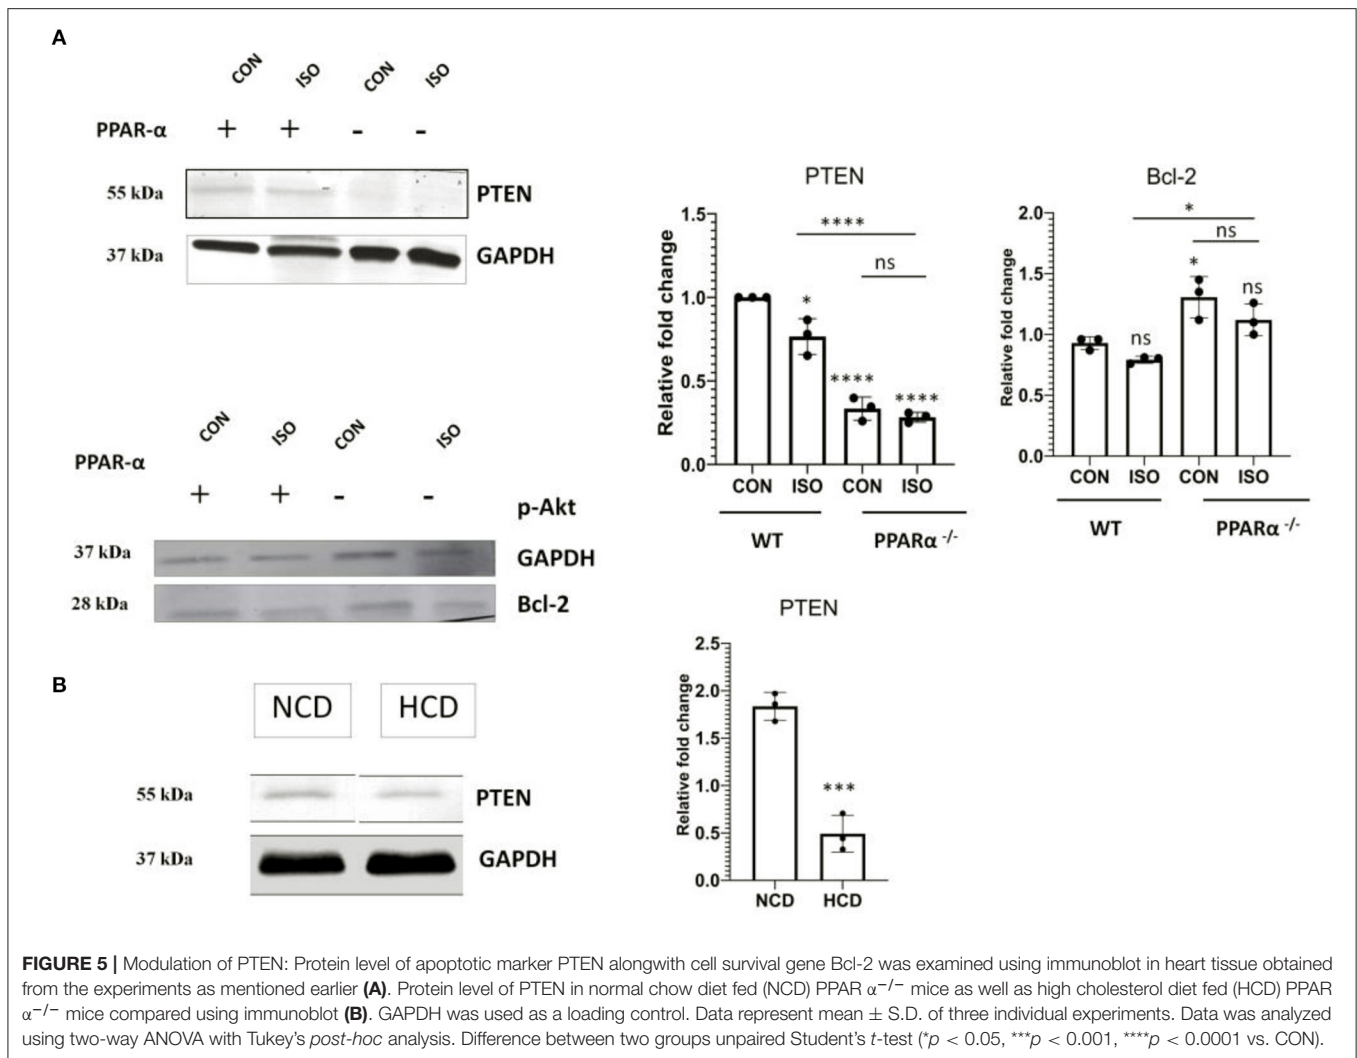 A
CON ISO CON ISO
PPAR-α + + - -
55 kDa PTEN
37 kDa GAPDH
CON ISO CON ISO
PPAR-α + + - -
p-Akt
37 kDa GAPDH
28 kDa Bcl-2
PTEN
Relative fold change
1.5
1.0
0.5
0.0
****
ns
*
****
****
CON ISO CON ISO
WT PPARα -/-
Bcl-2
Relative fold change
2.0
1.5
1.0
0.5
0.0
*
ns
*
ns
ns
CON ISO CON ISO
WT PPARα -/-
B
NCD HCD
55 kDa PTEN
37 kDa GAPDH
PTEN
Relative fold change
2.5
2.0
1.5
1.0
0.5
0.0
***
NCD HCD
FIGURE 5 | Modulation of PTEN: Protein level of apoptotic marker PTEN alongwith cell survival gene Bcl-2 was examined using immunoblot in heart tissue obtained
from the experiments as mentioned earlier (A). Protein level of PTEN in normal chow diet fed (NCD) PPAR α−/− mice as well as high cholesterol diet fed (HCD) PPAR
α−/− mice compared using immunoblot (B). GAPDH was used as a loading control. Data represent mean ± S.D. of three individual experiments. Data was analyzed
using two-way ANOVA with Tukey's post-hoc analysis. Difference between two groups unpaired Student's t-test (*p < 0.05, ***p < 0.001, ****p < 0.0001 vs. CON).